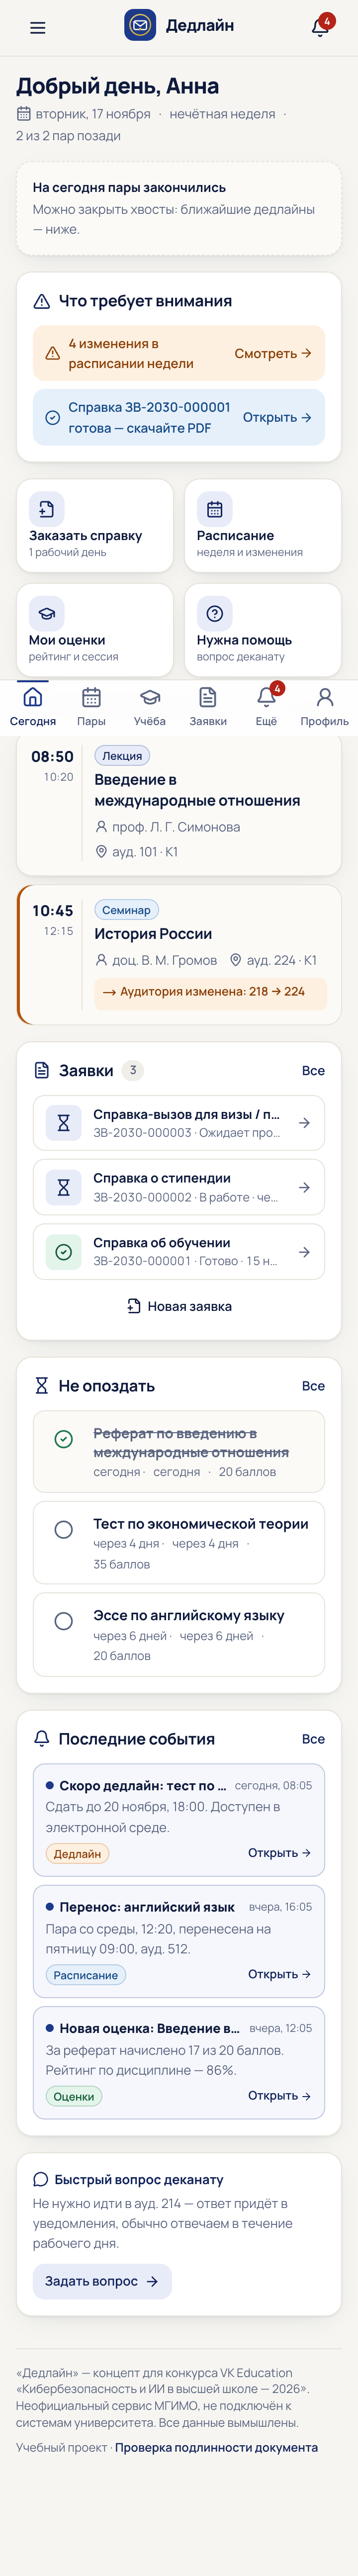 Дедлайн
4
Добрый день, Анна
вторник, 17 ноября · нечётная неделя ·
2 из 2 пар позади
На сегодня пары закончились
Можно закрыть хвосты: ближайшие дедлайны
— ниже.
Что требует внимания
4 изменения в
расписании недели
Смотреть →
Справка ЗВ-2030-000001
готова — скачайте PDF
Открыть →
Заказать справку
1 рабочий день
Расписание
неделя и изменения
Мои оценки
рейтинг и сессия
Нужна помощь
вопрос деканату
4
Сегодня
Пары
Учёба
Заявки
Ещё
Профиль
08:50
10:20
Лекция
Введение в
международные отношения
проф. Л. Г. Симонова
ауд. 101 · К1
10:45
12:15
Семинар
История России
доц. В. М. Громов ауд. 224 · К1
→ Аудитория изменена: 218 → 224
Заявки 3
Все
Справка-вызов для визы / п…
ЗВ-2030-000003 · Ожидает про…
Справка о стипендии
ЗВ-2030-000002 · В работе · че…
Справка об обучении
ЗВ-2030-000001 · Готово · 15 н…
Новая заявка
Не опоздать
Все
Реферат по введению в
международные отношения
сегодня · сегодня · 20 баллов
Тест по экономической теории
через 4 дня · через 4 дня ·
35 баллов
Эссе по английскому языку
через 6 дней · через 6 дней ·
20 баллов
Последние события
Все
Скоро дедлайн: тест по …
сегодня, 08:05
Сдать до 20 ноября, 18:00. Доступен в
электронной среде.
Дедлайн
Открыть →
Перенос: английский язык
вчера, 16:05
Пара со среды, 12:20, перенесена на
пятницу 09:00, ауд. 512.
Расписание
Открыть →
Новая оценка: Введение в…
вчера, 12:05
За реферат начислено 17 из 20 баллов.
Рейтинг по дисциплине — 86%.
Оценки
Открыть →
Быстрый вопрос деканату
Не нужно идти в ауд. 214 — ответ придёт в
уведомления, обычно отвечаем в течение
рабочего дня.
Задать вопрос →
«Дедлайн» — концепт для конкурса VK Education
«Кибербезопасность и ИИ в высшей школе — 2026».
Неофициальный сервис МГИМО, не подключён к
системам университета. Все данные вымышлены.
Учебный проект · Проверка подлинности документа